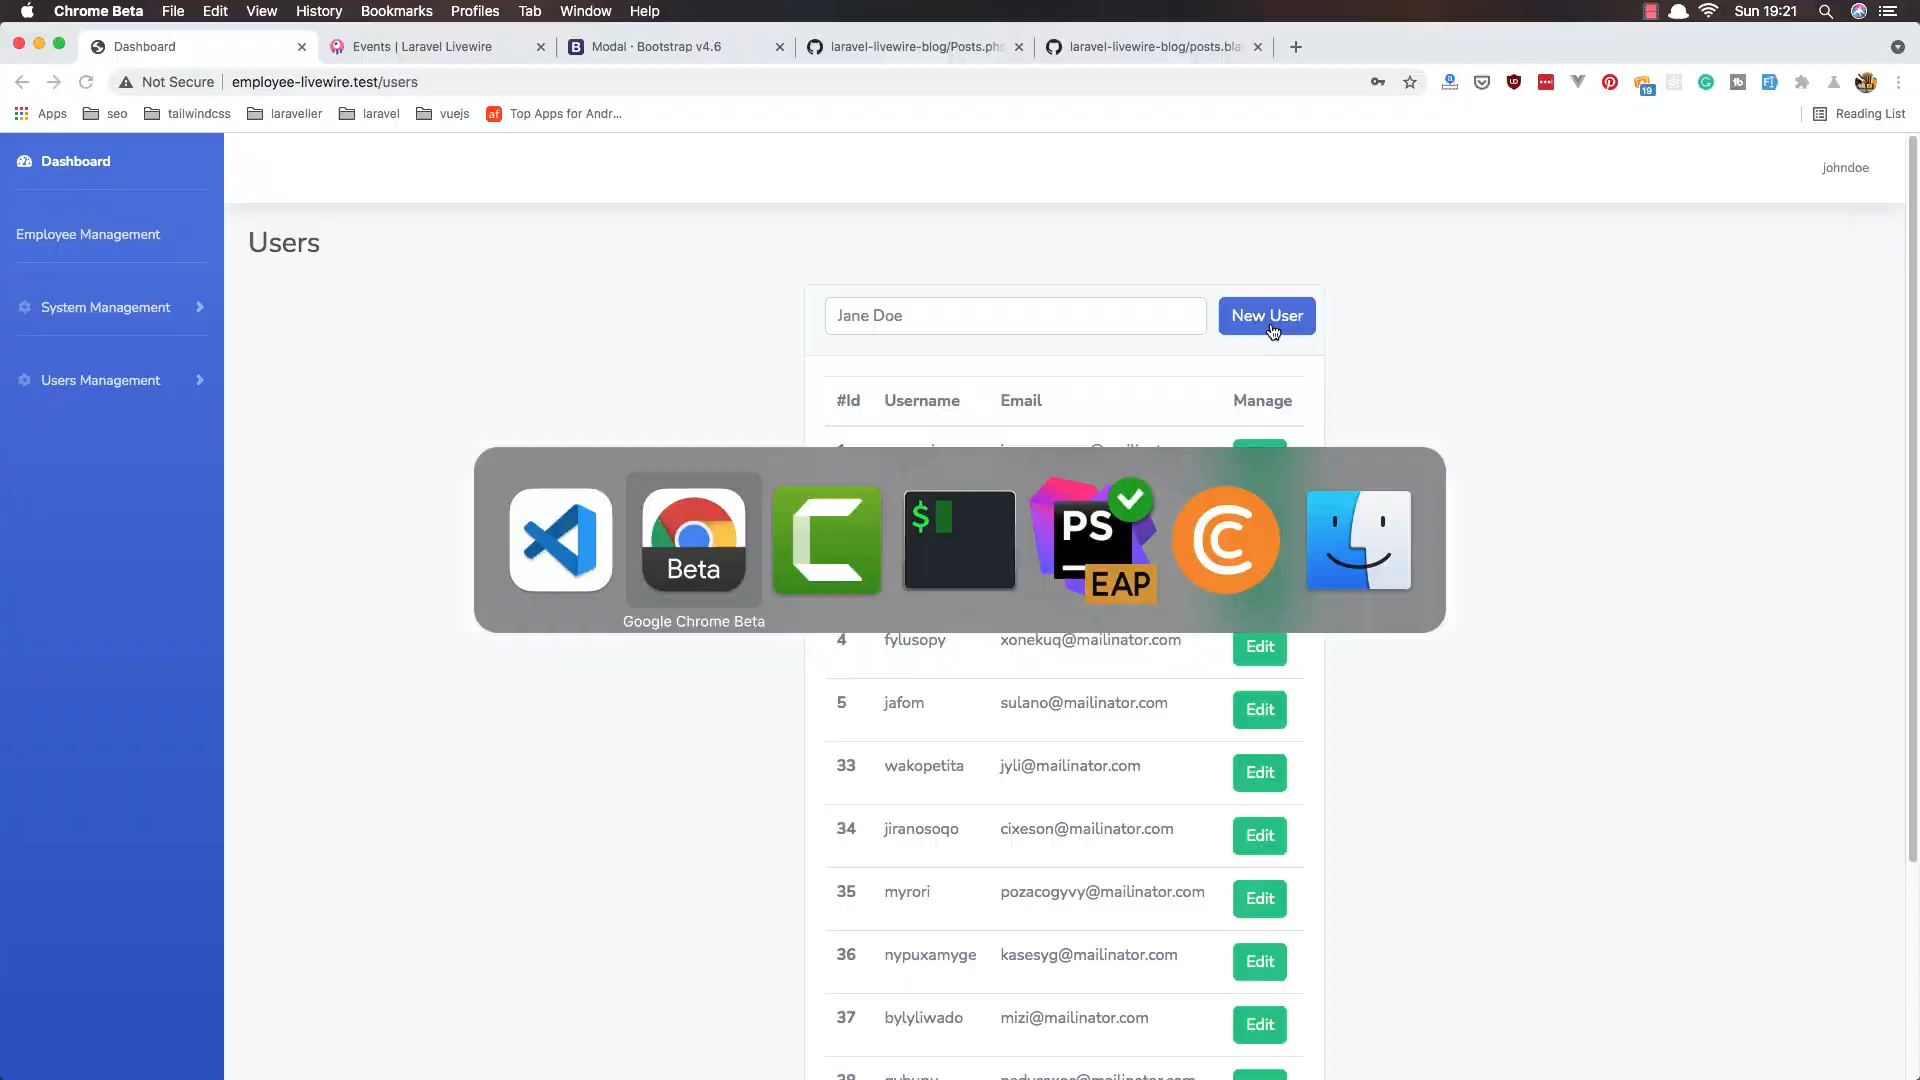 Chrome Beta File Edit View History Bookmarks Profiles Tab Window Help Sun 19:21
Dashboard Events | Laravel Livewire Modal · Bootstrap v4.6 laravel-livewire-blog/Posts.php laravel-livewire-blog/posts.bla
Not Secure employee-livewire.test/users 19
Apps seo tailwindcss laraveller laravel vuejs af Top Apps for Andr... Reading List
Dashboard
johndoe
Employee Management
Users
System Management
Jane Doe New User
Users Management
#Id Username Email Manage
$ PS EAP
Beta
Google Chrome Beta
4 fylusopy xonekuq@mailinator.com Edit
5 jafom sulano@mailinator.com Edit
33 wakopetita jyli@mailinator.com Edit
34 jiranosoqo cixeson@mailinator.com Edit
35 myrori pozacogyvy@mailinator.com Edit
36 nypuxamyge kasesyg@mailinator.com Edit
37 bylyliwado mizi@mailinator.com Edit